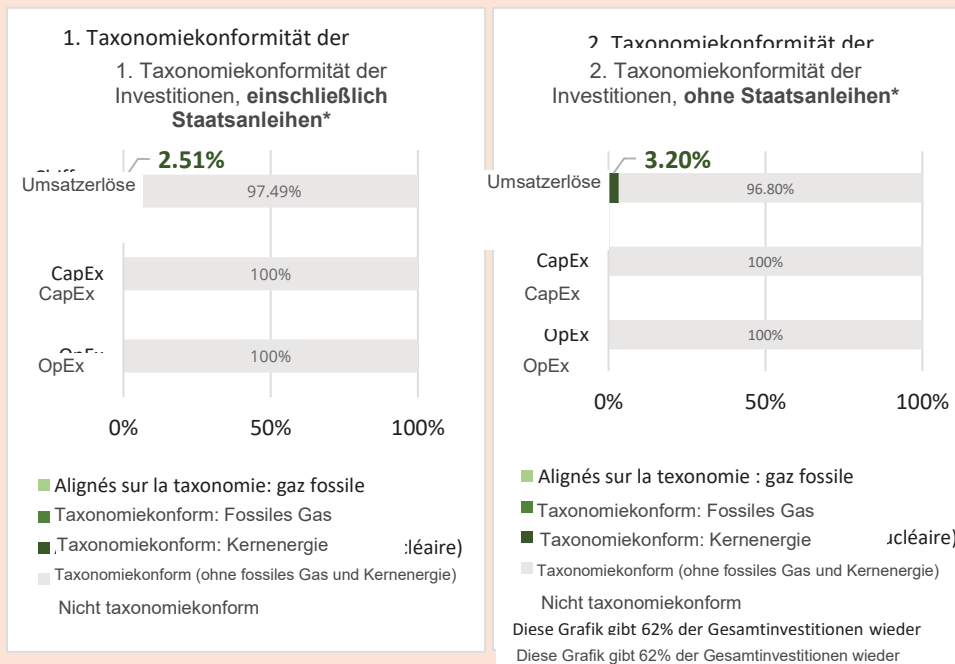 1. Taxonomiekonformität der
1. Taxonomiekonformität der
Investitionen, einschließlich
Staatsanleihen*
2.51%
Umsatzerlöse
97.49%
CapEx
100%
CapEx
OpEx
100%
OpEx
0% 50% 100%
Alignés sur la taxonomie: gaz fossile
Taxonomiekonform: Fossiles Gas
Taxonomiekonform: Kernenergie
Taxonomiekonform (ohne fossiles Gas und Kernenergie)
Nicht taxonomiekonform
2. Taxonomiekonformität der
2. Taxonomiekonformität der
Investitionen, ohne Staatsanleihen*
3.20%
Umsatzerlöse
96.80%
CapEx
100%
CapEx
OpEx
100%
OpEx
0% 50% 100%
Alignés sur la texonomie : gaz fossile
Taxonomiekonform: Fossiles Gas
Taxonomiekonform: Kernenergie
Taxonomiekonform (ohne fossiles Gas und Kernenergie)
Nicht taxonomiekonform
Diese Grafik gibt 62% der Gesamtinvestitionen wieder
Diese Grafik gibt 62% der Gesamtinvestitionen wieder